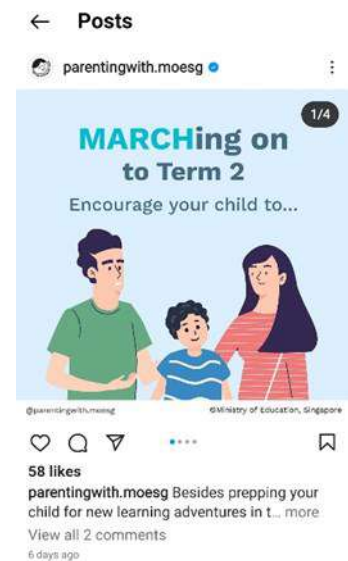 Posts
parentingwith.moesg
1/4
MARCHing on
to Term 2
Encourage your child to...
@parentingwith.moesg
©Ministry of Education, Singapore
58 likes
parentingwith.moesg Besides prepping your
child for new learning adventures in t... more
View all 2 comments
6 days ago